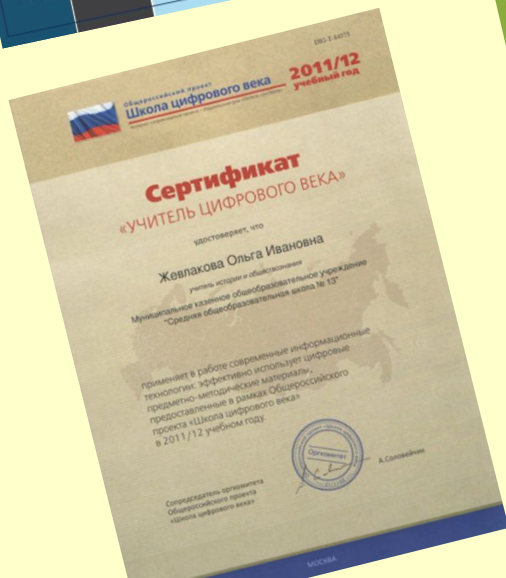 2011/12
учебный год
Общероссийский проект
Школа цифрового века
Сертификат
«УЧИТЕЛЬ ЦИФРОВОГО ВЕКА»
удостоверяет, что
Жевлакова Ольга Ивановна
учитель истории и обществознания
Муниципальное казенное общеобразовательное учреждение
"Средняя общеобразовательная школа № 13"
применяет в работе современные информационные
технологии, эффективно использует цифровые
предметно-методические материалы,
предоставленные в рамках Общероссийского
проекта «Школа цифрового века»
в 2011/12 учебном году
Оргкомитет
А.Соловейчик
Сопредседатель оргкомитета
Общероссийского проекта
«Школа цифрового века»
МОСКВА